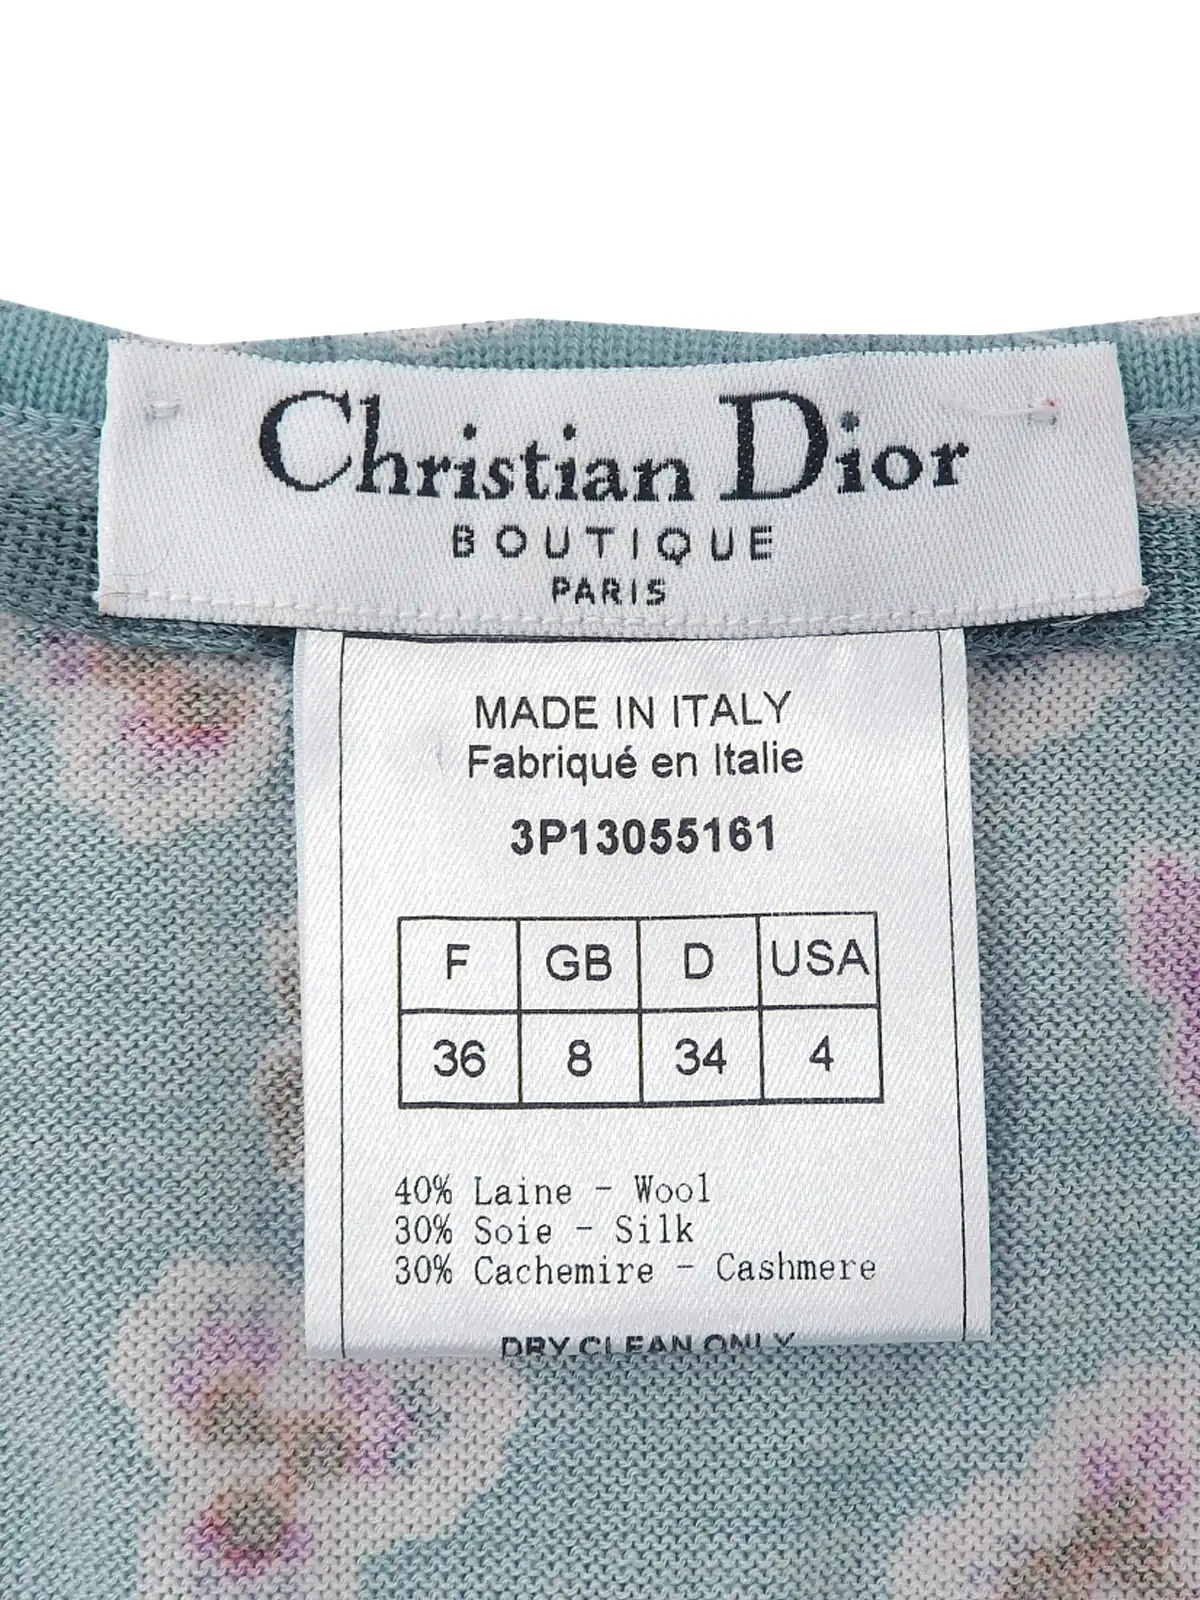 Christian Dior
BOUTIQUE
PARIS
MADE IN ITALY
Fabriqué en Italie
3P13055161
F GB D USA
36 8 34 4
40% Laine - Wool
30% Soie - Silk
30% Cachemire - Cashmere
DRY CLEAN ONLY